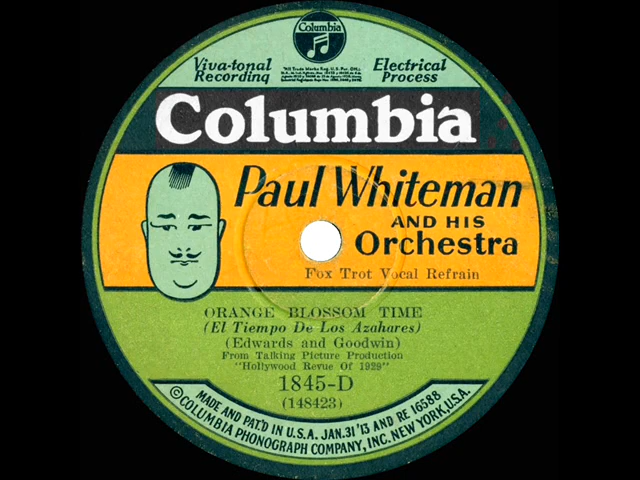 Columbia
Viva-tonal
Recording
Electrical
Process
Columbia
Paul Whiteman
AND HIS
Orchestra
Fox Trot Vocal Refrain
ORANGE BLOSSOM TIME
(El Tiempo De Los Azahares)
(Edwards and Goodwin)
From Talking Picture Production
"Hollywood Revue Of 1929"
1845-D
(148423)
MADE AND PAT'D IN U.S.A. JAN. 31 '13 AND RE 16588
©COLUMBIA PHONOGRAPH COMPANY, INC. NEW YORK, U.S.A.